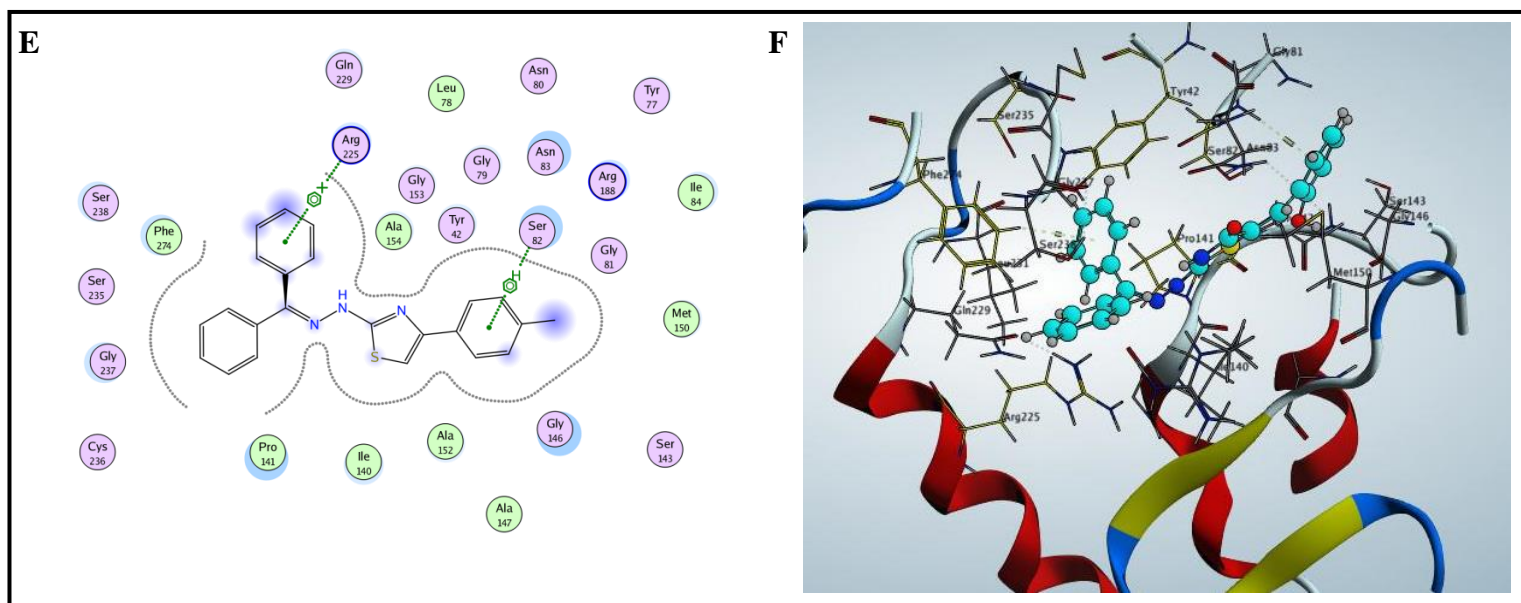 E
Gln
229
Leu
78
Asn
80
Tyr
77
Arg
225
Gly
153
Gly
79
Asn
83
Arg
188
Ile
84
Ser
238
Phe
274
Ala
154
Tyr
42
Ser
82
Gly
81
H
Ser
235
H
N
N
N
S
Met
150
Gly
237
Cys
236
Pro
141
Ile
140
Ala
152
Gly
146
Ser
143
Ala
147
F
Gly81
Tyr42
Ser235
Ser82
Phe274
Ser143
Gly146
Pro141
Met150
Gln229
Arg225